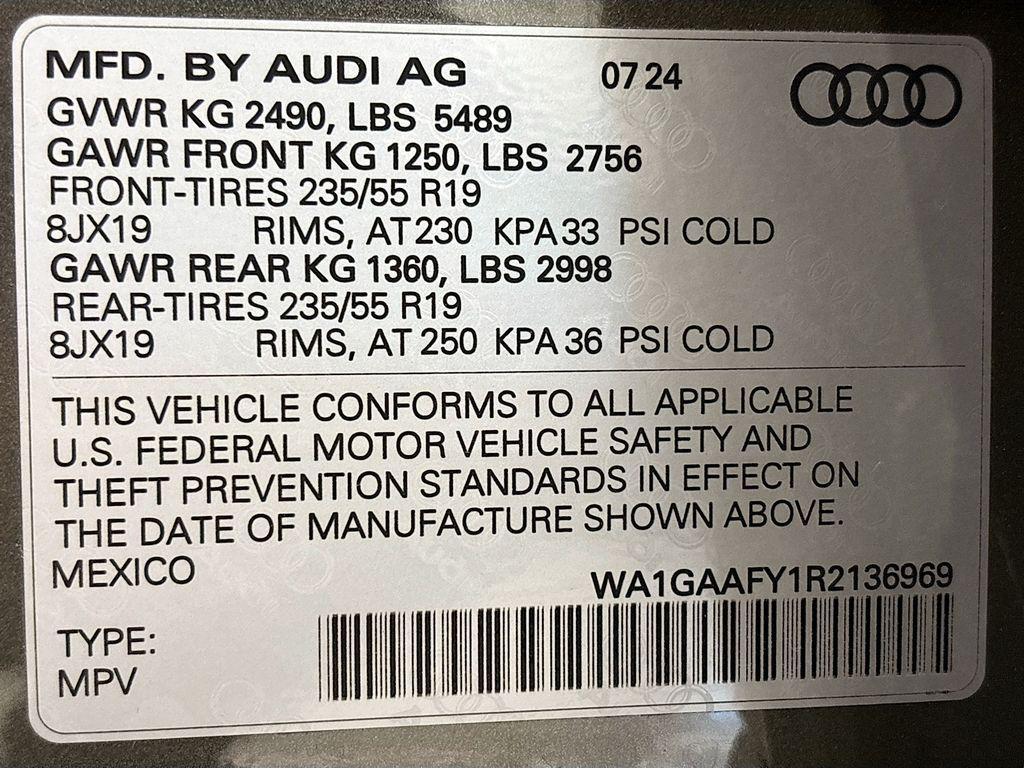 MFD. BY AUDI AG 07 24
GVWR KG 2490, LBS 5489
GAWR FRONT KG 1250, LBS 2756
FRONT-TIRES 235/55 R19
8JX19 RIMS, AT 230 KPA 33 PSI COLD
GAWR REAR KG 1360, LBS 2998
REAR-TIRES 235/55 R19
8JX19 RIMS, AT 250 KPA 36 PSI COLD
THIS VEHICLE CONFORMS TO ALL APPLICABLE
U.S. FEDERAL MOTOR VEHICLE SAFETY AND
THEFT PREVENTION STANDARDS IN EFFECT ON
THE DATE OF MANUFACTURE SHOWN ABOVE.
MEXICO
WA1GAAFY1R2136969
TYPE:
MPV